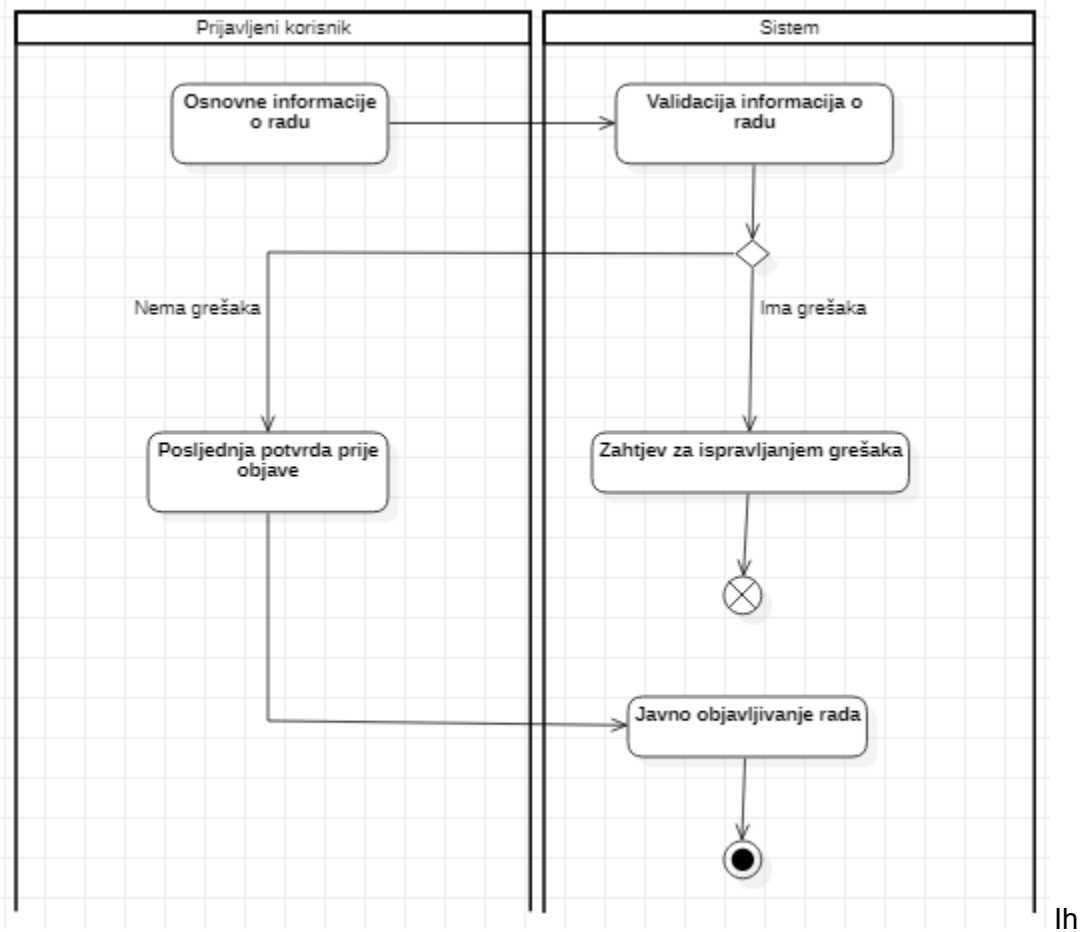 Prijavljeni korisnik
Sistem
Osnovne informacije
o radu
Validacija informacija o
radu
Nema grešaka
Ima grešaka
Posljednja potvrda prije
objave
Zahtjev za ispravljanjem grešaka
Javno objavljivanje rada